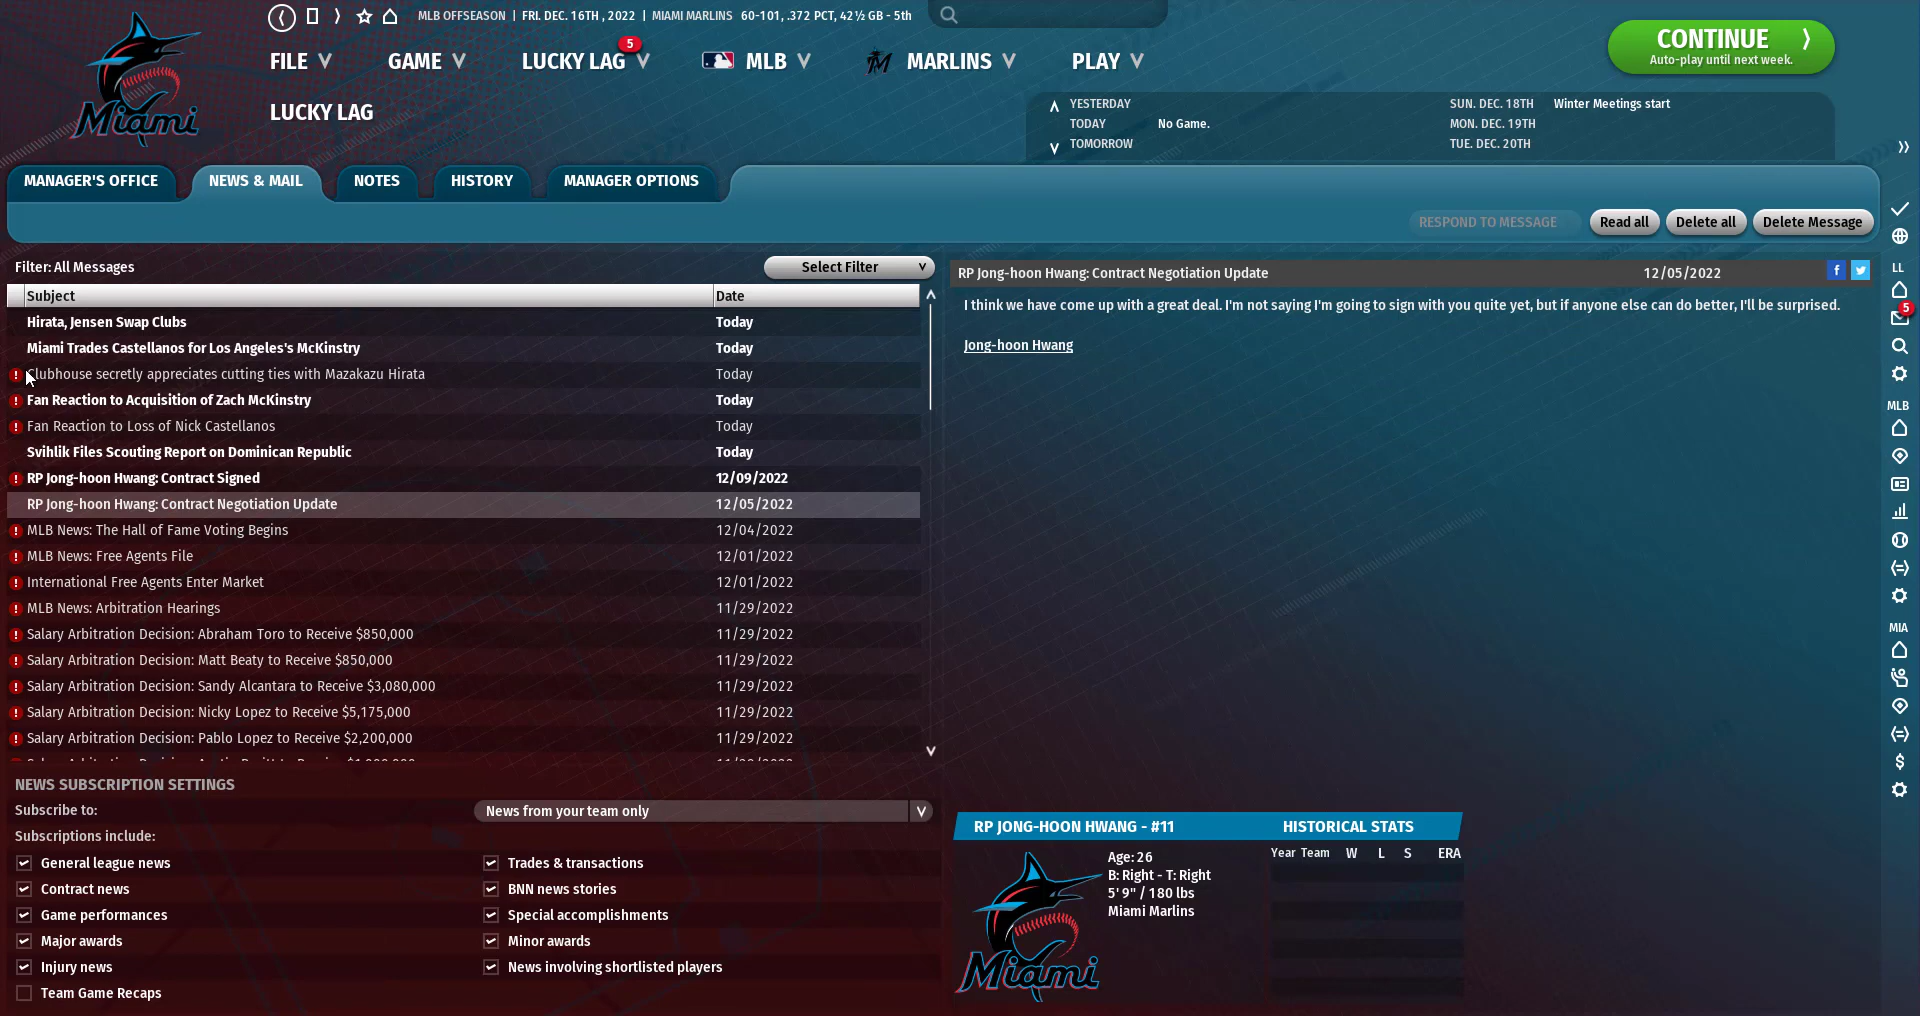 MLB OFFSEASON | FRI. DEC. 16TH , 2022 | MIAMI MARLINS 60-101, .372 PCT, 42½ GB - 5th
FILE GAME LUCKY LAG 5 MLB MARLINS PLAY
CONTINUE
Auto-play until next week.
Miami
LUCKY LAG
YESTERDAY
TODAY No Game.
TOMORROW
SUN. DEC. 18TH Winter Meetings start
MON. DEC. 19TH
TUE. DEC. 20TH
MANAGER'S OFFICE NEWS & MAIL NOTES HISTORY MANAGER OPTIONS
RESPOND TO MESSAGE Read all Delete all Delete Message
Filter: All Messages Select Filter
Subject Date
Hirata, Jensen Swap Clubs Today
Miami Trades Castellanos for Los Angeles's McKinstry Today
Clubhouse secretly appreciates cutting ties with Mazakazu Hirata Today
Fan Reaction to Acquisition of Zach McKinstry Today
Fan Reaction to Loss of Nick Castellanos Today
Svihlik Files Scouting Report on Dominican Republic Today
RP Jong-hoon Hwang: Contract Signed 12/09/2022
RP Jong-hoon Hwang: Contract Negotiation Update 12/05/2022
MLB News: The Hall of Fame Voting Begins 12/04/2022
MLB News: Free Agents File 12/01/2022
International Free Agents Enter Market 12/01/2022
MLB News: Arbitration Hearings 11/29/2022
Salary Arbitration Decision: Abraham Toro to Receive $850,000 11/29/2022
Salary Arbitration Decision: Matt Beaty to Receive $850,000 11/29/2022
Salary Arbitration Decision: Sandy Alcantara to Receive $3,080,000 11/29/2022
Salary Arbitration Decision: Nicky Lopez to Receive $5,175,000 11/29/2022
Salary Arbitration Decision: Pablo Lopez to Receive $2,200,000 11/29/2022
RP Jong-hoon Hwang: Contract Negotiation Update 12/05/2022
I think we have come up with a great deal. I'm not saying I'm going to sign with you quite yet, but if anyone else can do better, I'll be surprised.
Jong-hoon Hwang
NEWS SUBSCRIPTION SETTINGS
Subscribe to: News from your team only
Subscriptions include:
General league news Trades & transactions
Contract news BNN news stories
Game performances Special accomplishments
Major awards Minor awards
Injury news News involving shortlisted players
Team Game Recaps
RP JONG-HOON HWANG - #11 HISTORICAL STATS
Year Team W L S ERA
Age: 26
B: Right - T: Right
5' 9" / 180 lbs
Miami Marlins
Miami
LL
5
MLB
MIA